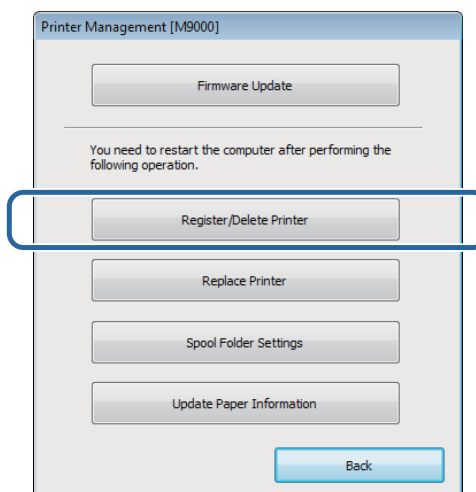 Printer Management [M9000]
Firmware Update
You need to restart the computer after performing the
following operation.
Register/Delete Printer
Replace Printer
Spool Folder Settings
Update Paper Information
Back